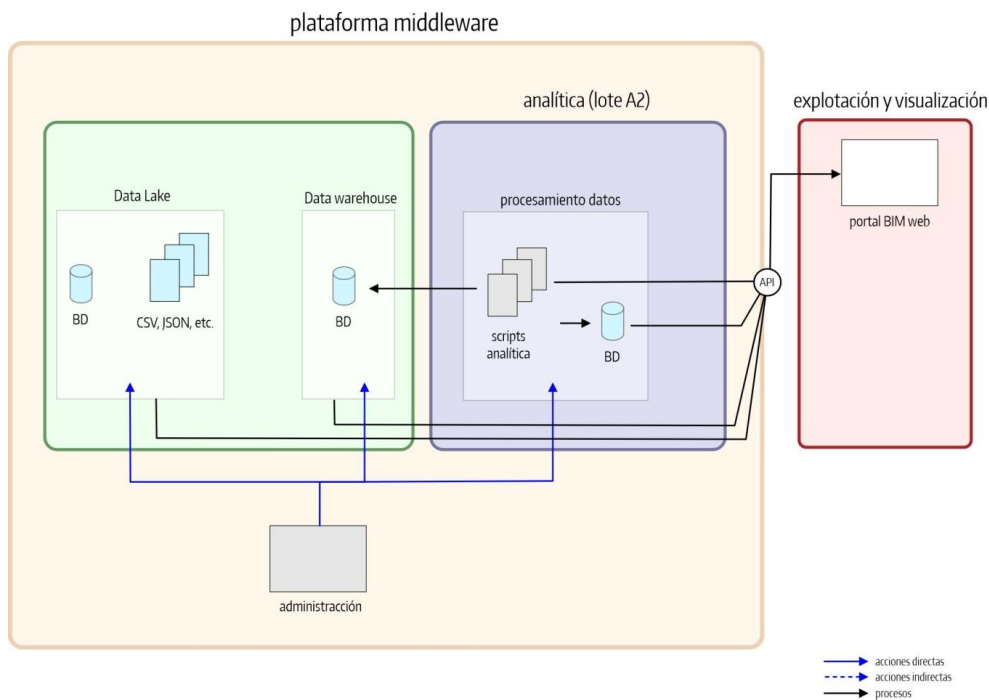 plataforma middleware
analítica (lote A2)
explotación y visualización
Data Lake
Data warehouse
procesamiento datos
portal BIM web
API
BD
CSV, JSON, etc.
BD
scripts
analítica
BD
administracción
acciones directas
acciones indirectas
procesos